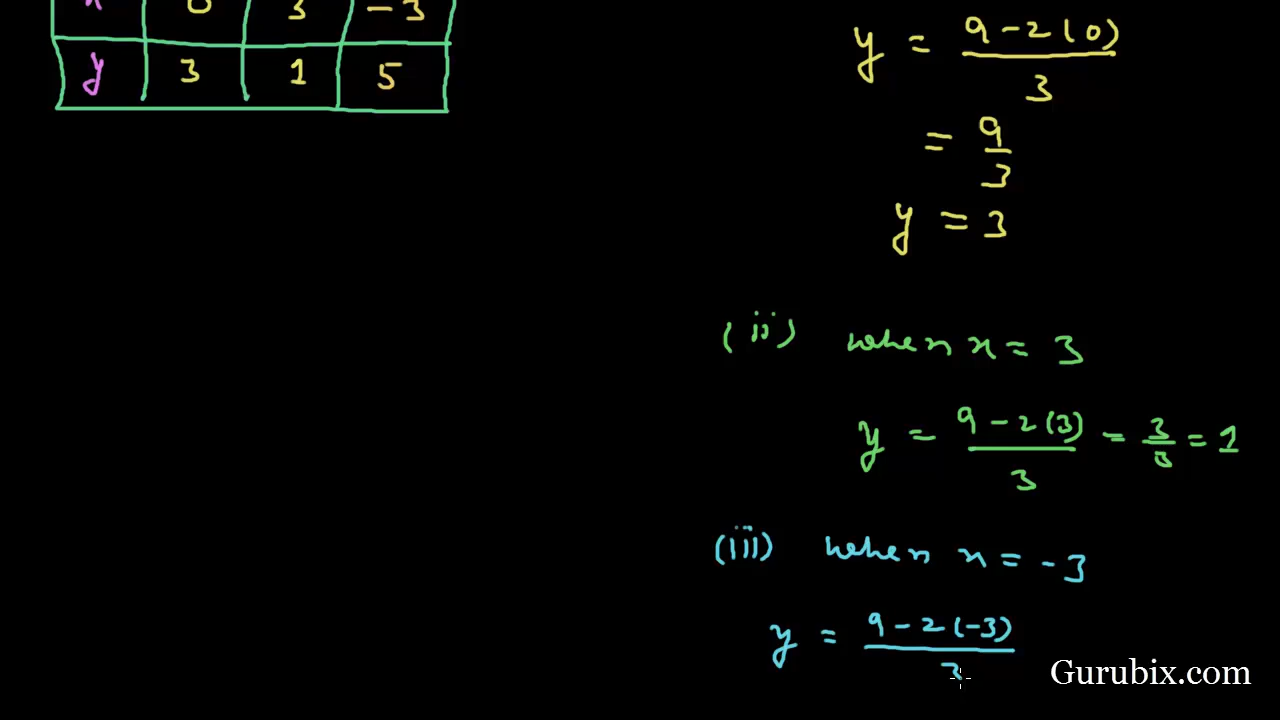 x 0 3 -3
y 3 1 5
y = 9-2(0)/3
= 9/3
y = 3
(ii) when x = 3
y = 9-2(3)/3 = 3/3 = 1
(iii) when x = -3
y = 9-2(-3)/3
Gurubix.com